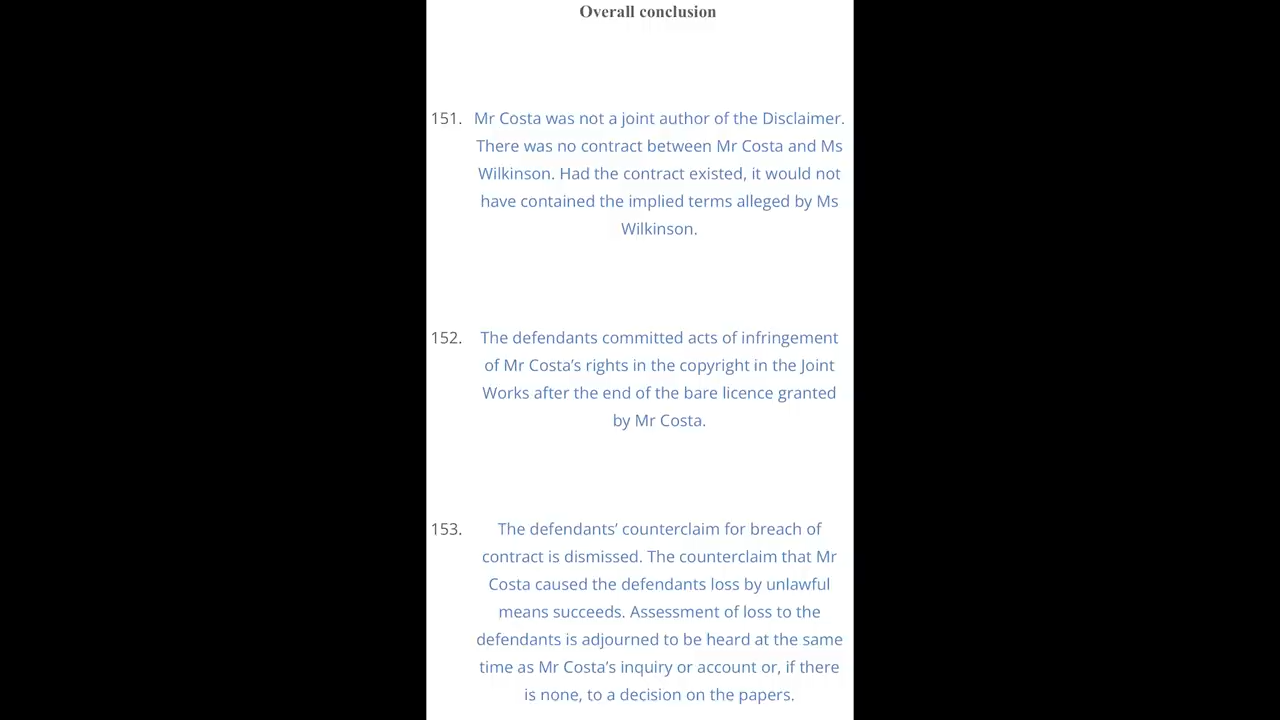 Overall conclusion
151. Mr Costa was not a joint author of the Disclaimer.
There was no contract between Mr Costa and Ms
Wilkinson. Had the contract existed, it would not
have contained the implied terms alleged by Ms
Wilkinson.
152. The defendants committed acts of infringement
of Mr Costa’s rights in the copyright in the Joint
Works after the end of the bare licence granted
by Mr Costa.
153. The defendants’ counterclaim for breach of
contract is dismissed. The counterclaim that Mr
Costa caused the defendants loss by unlawful
means succeeds. Assessment of loss to the
defendants is adjourned to be heard at the same
time as Mr Costa’s inquiry or account or, if there
is none, to a decision on the papers.